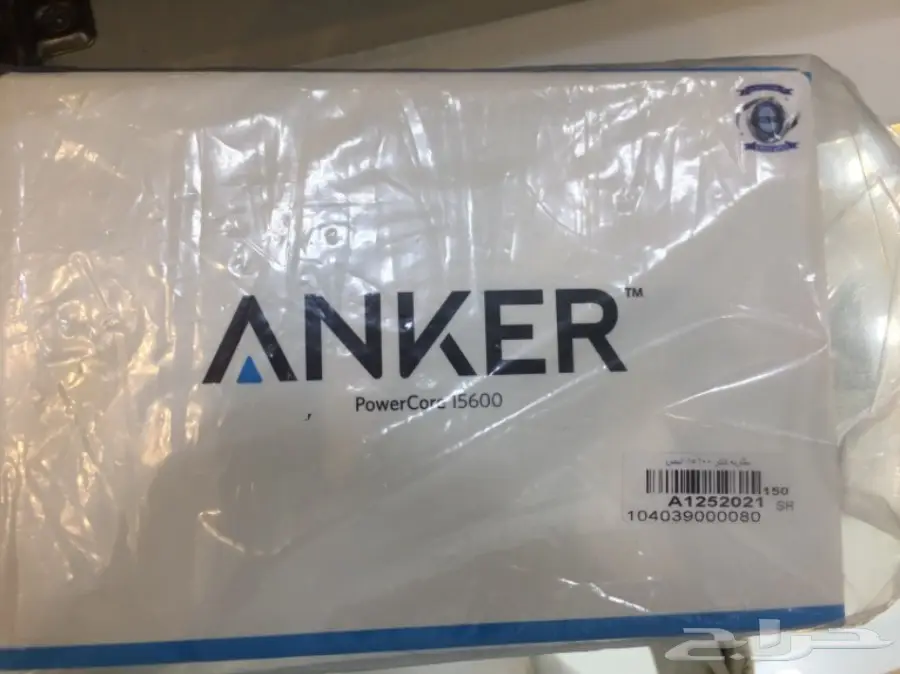 ANKER™
PowerCore 15600
150
A1252021 SR
104039000080
حراج